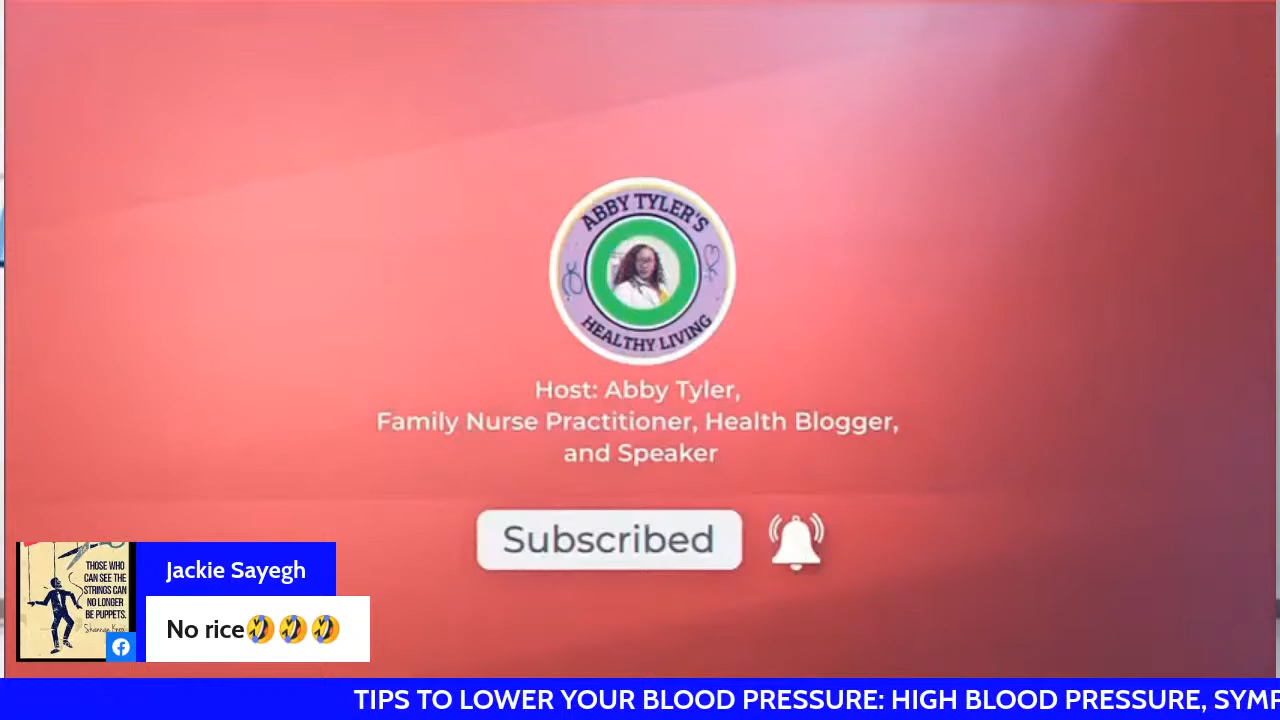 ABBY TYLER'S
HEALTHY LIVING
Host: Abby Tyler,
Family Nurse Practitioner, Health Blogger,
and Speaker
Subscribed
THOSE WHO
CAN SEE THE
STRINGS CAN
NO LONGER
BE PUPPETS.
Jackie Sayegh
No rice🤣🤣🤣
TIPS TO LOWER YOUR BLOOD PRESSURE: HIGH BLOOD PRESSURE, SYMP